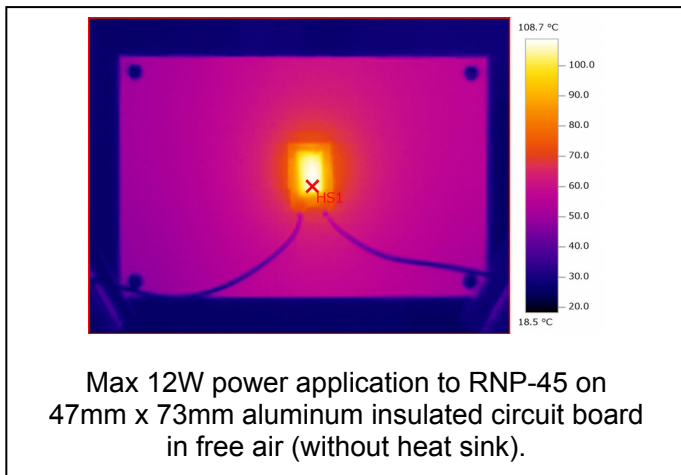 108.7 °C
100.0
90.0
80.0
70.0
60.0
50.0
40.0
30.0
20.0
18.5 °C
HS1
Max 12W power application to RNP-45 on
47mm x 73mm aluminum insulated circuit board
in free air (without heat sink).